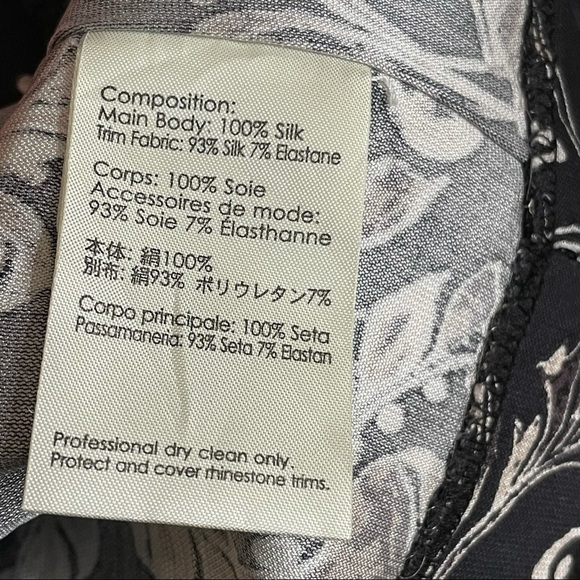 Composition:
Main Body: 100% Silk
Trim Fabric: 93% Silk 7% Elastane
Corps: 100% Soie
Accessoires de mode:
93% Soie 7% Élasthanne
本体: 絹100%
別布: 絹93% ポリウレタン7%
Corpo principale: 100% Seta
Passamaneria: 93% Seta 7% Elastan
Professional dry clean only.
Protect and cover rhinestone trims.